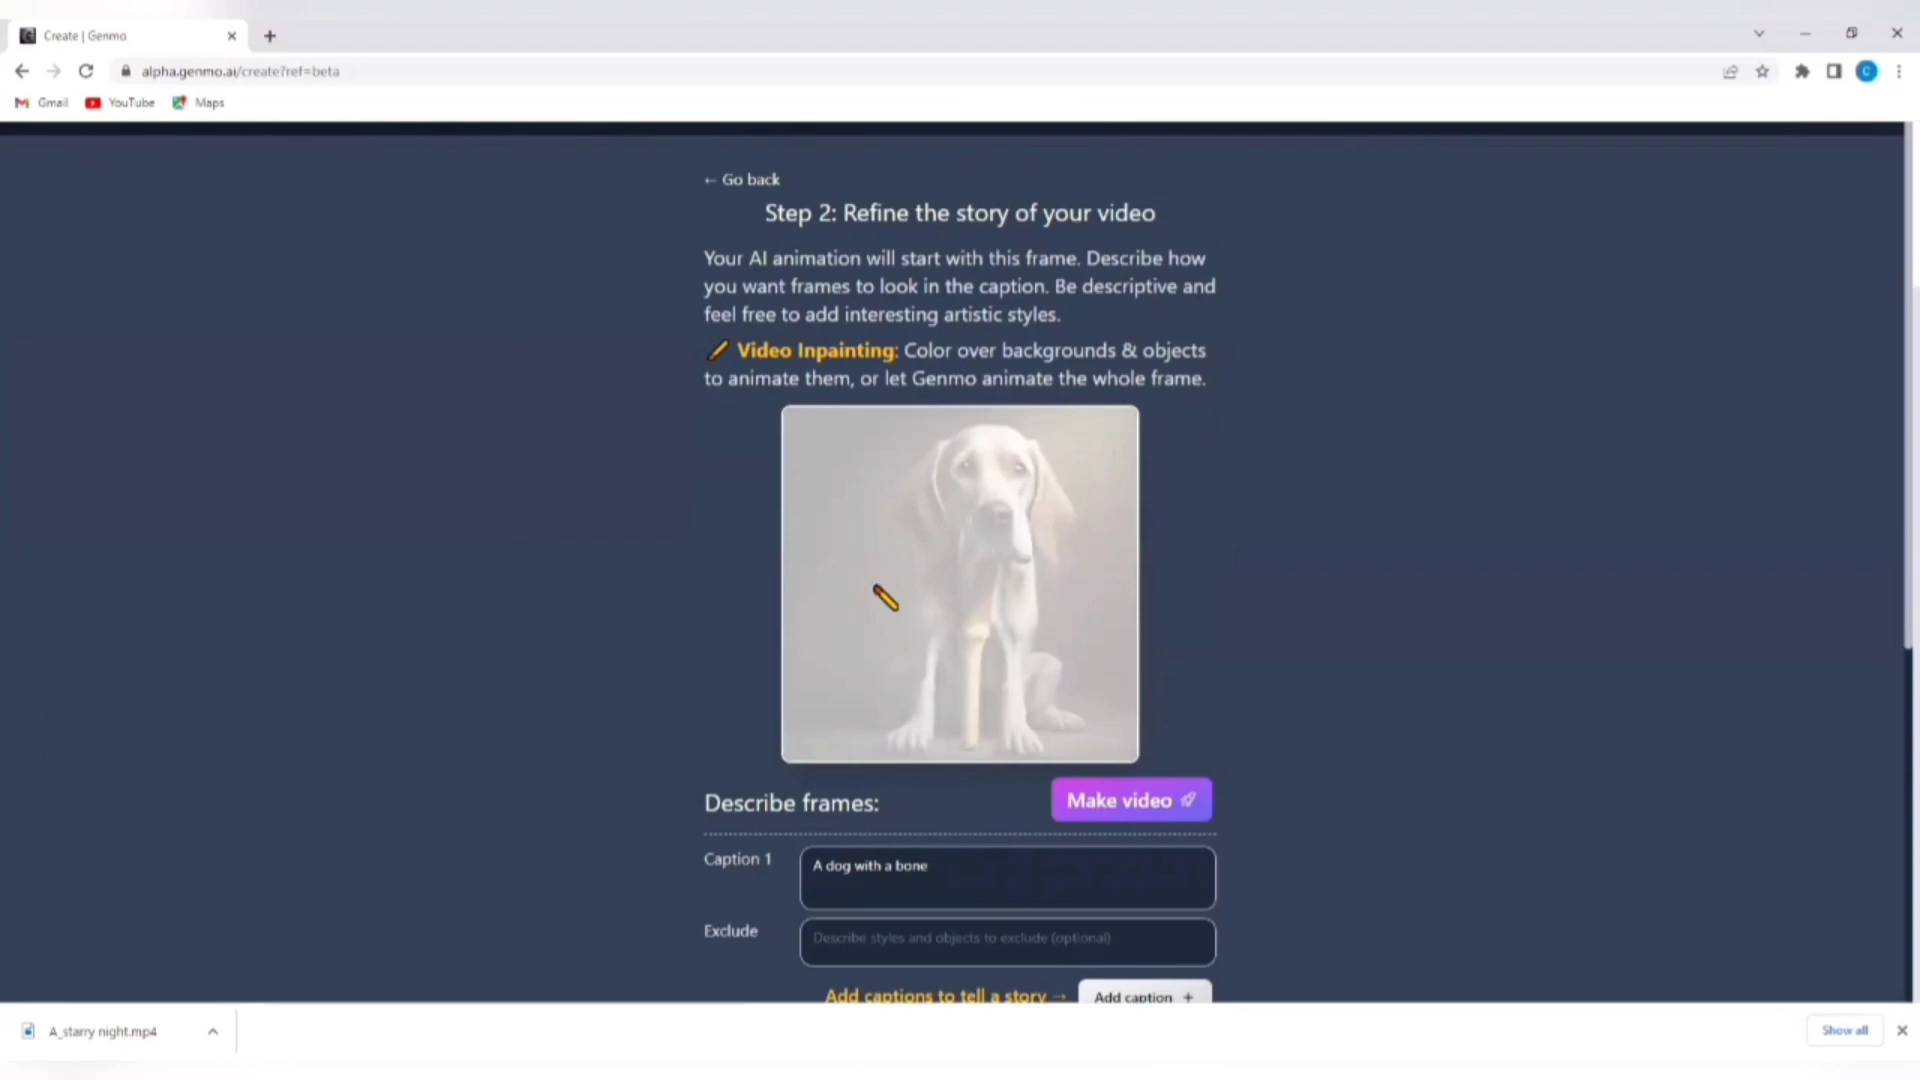 Create | Genmo
alpha.genmo.ai/create?ref=beta
C
Gmail YouTube Maps
← Go back
Step 2: Refine the story of your video
Your AI animation will start with this frame. Describe how
you want frames to look in the caption. Be descriptive and
feel free to add interesting artistic styles.
Video Inpainting: Color over backgrounds & objects
to animate them, or let Genmo animate the whole frame.
Describe frames:
Make video
Caption 1
A dog with a bone
Exclude
Describe styles and objects to exclude (optional)
Add captions to tell a story →
Add caption +
A_starry night.mp4
Show all